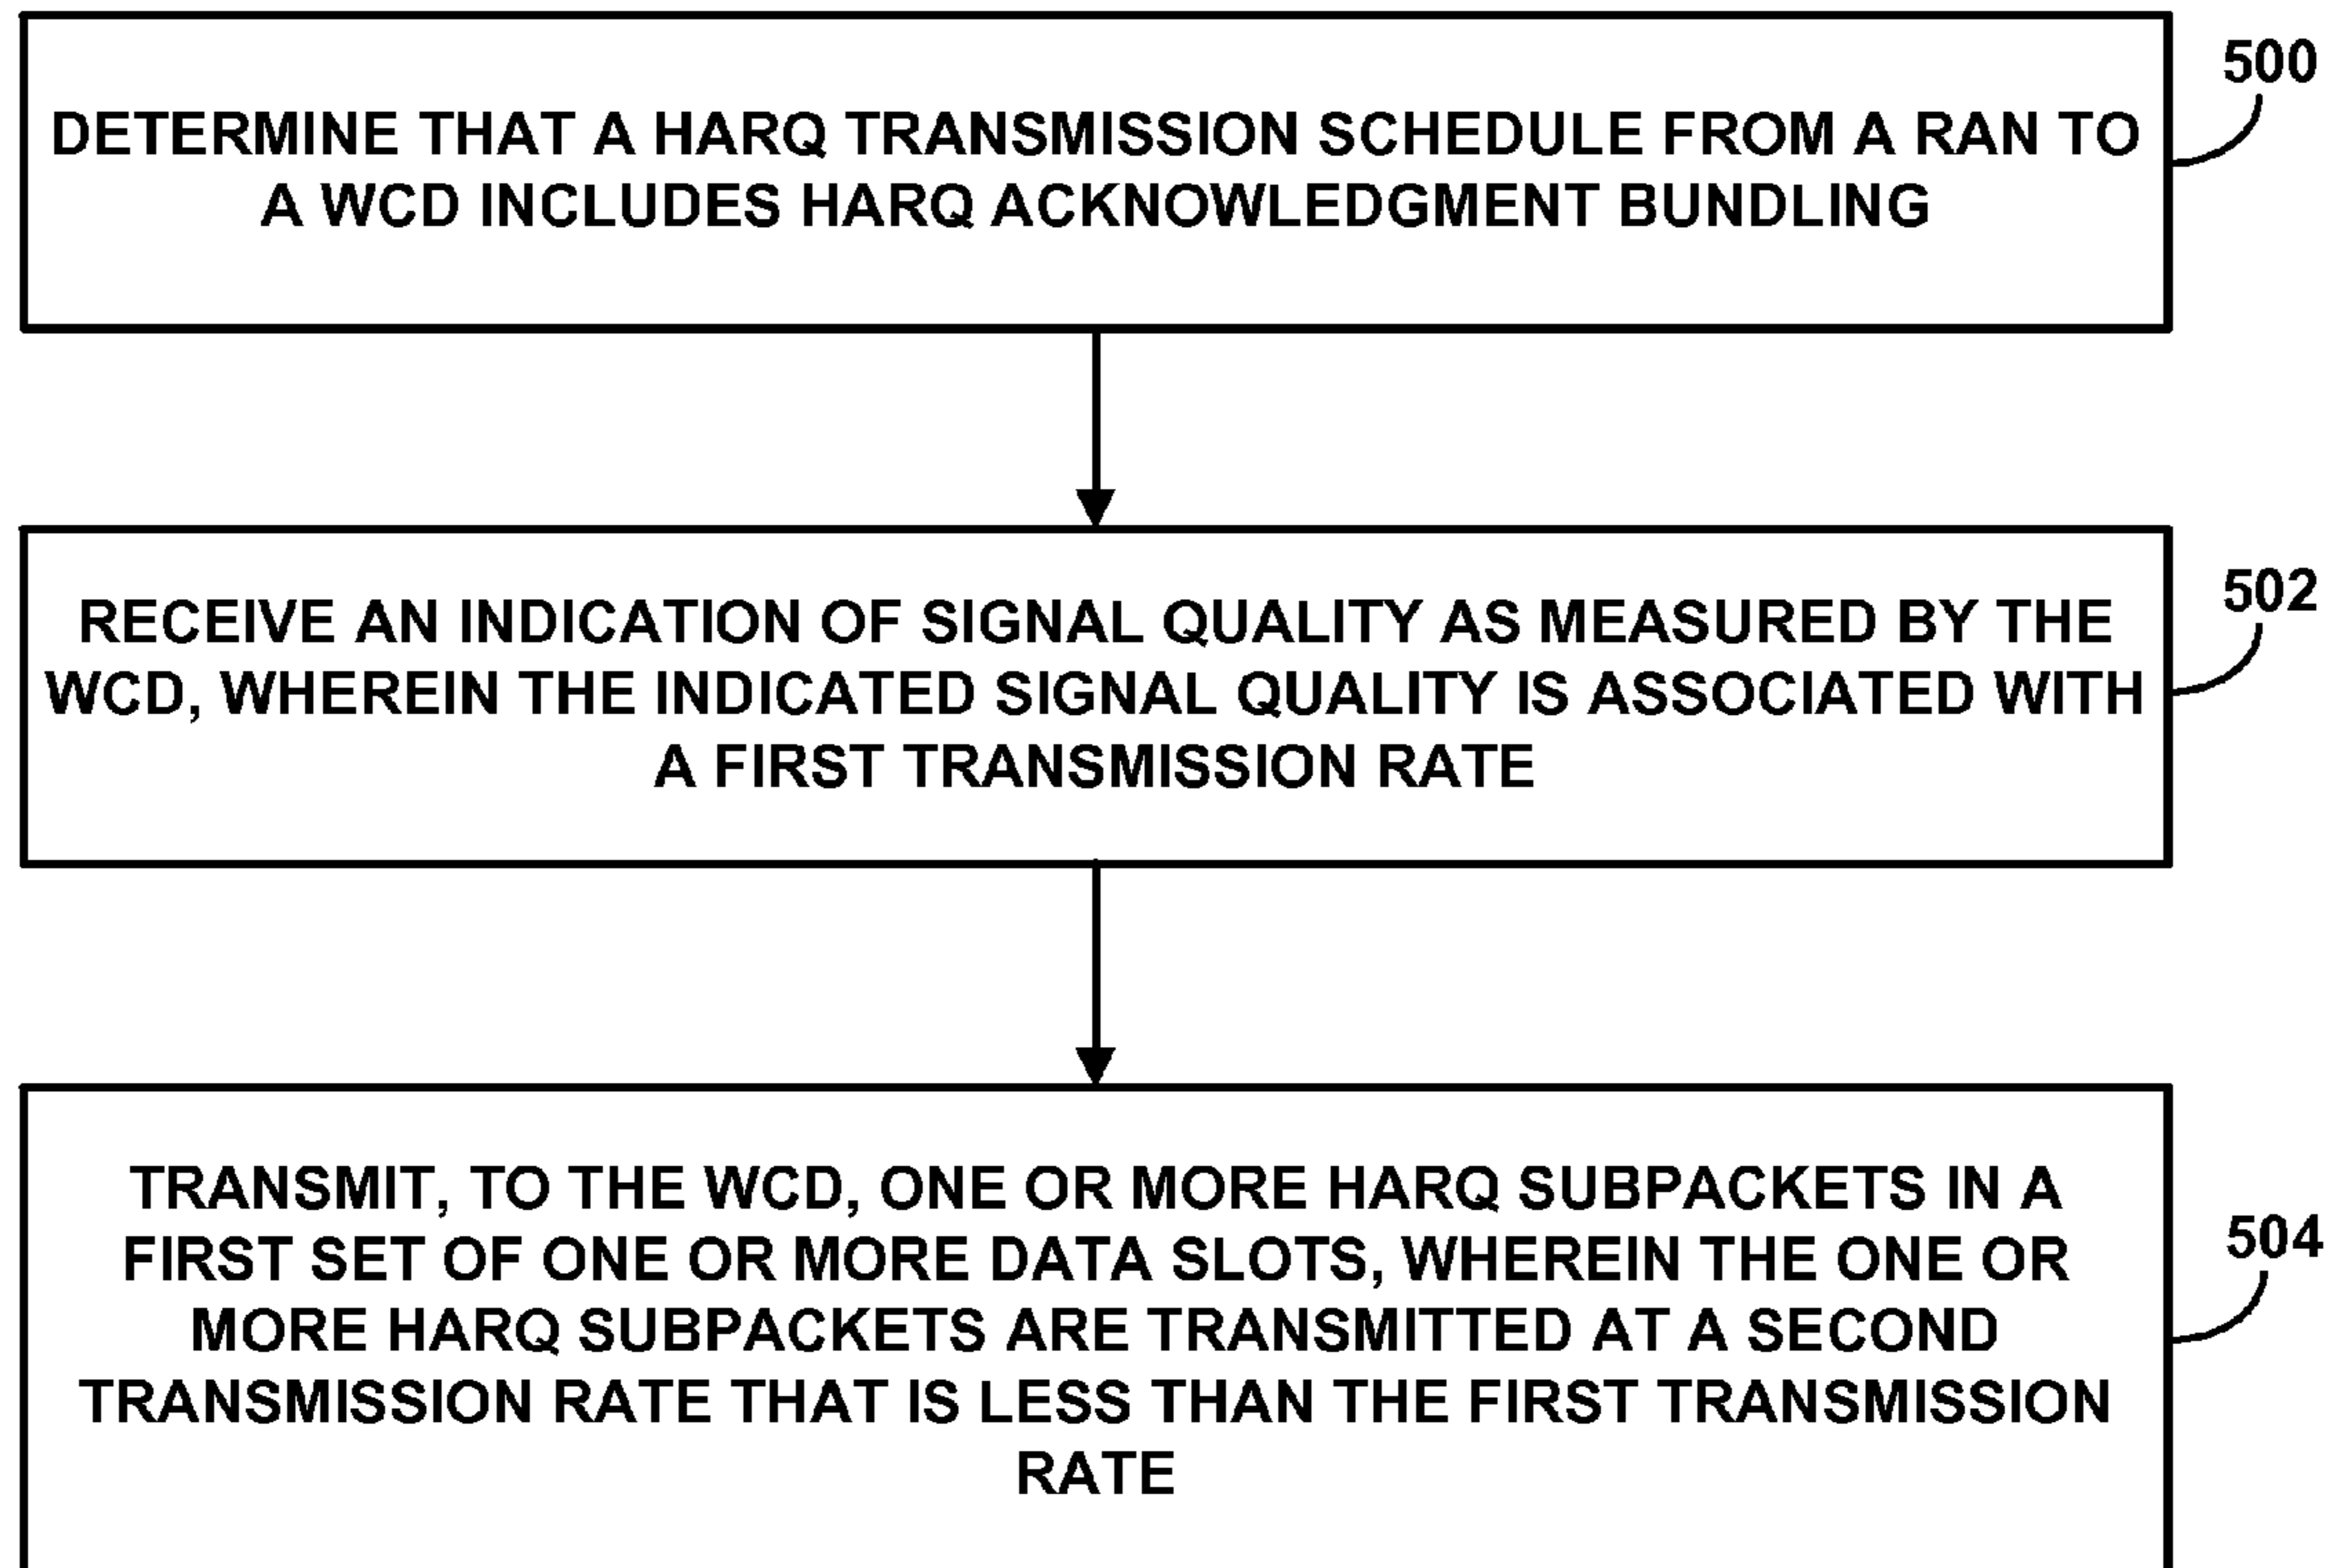 500
DETERMINE THAT A HARQ TRANSMISSION SCHEDULE FROM A RAN TO
A WCD INCLUDES HARQ ACKNOWLEDGMENT BUNDLING
502
RECEIVE AN INDICATION OF SIGNAL QUALITY AS MEASURED BY THE
WCD, WHEREIN THE INDICATED SIGNAL QUALITY IS ASSOCIATED WITH
A FIRST TRANSMISSION RATE
504
TRANSMIT, TO THE WCD, ONE OR MORE HARQ SUBPACKETS IN A
FIRST SET OF ONE OR MORE DATA SLOTS, WHEREIN THE ONE OR
MORE HARQ SUBPACKETS ARE TRANSMITTED AT A SECOND
TRANSMISSION RATE THAT IS LESS THAN THE FIRST TRANSMISSION
RATE